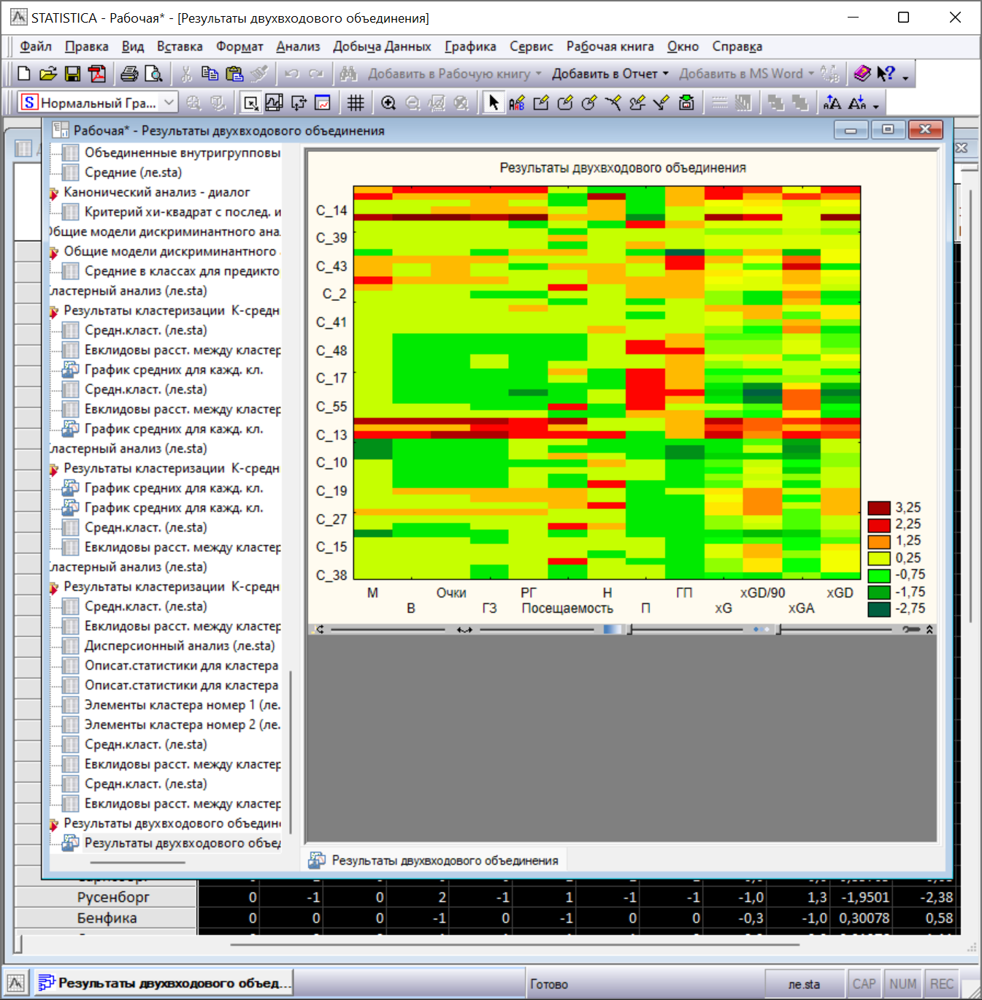 STATISTICA - Рабочая* - [Результаты двухвходового объединения]
Файл Правка Вид Вставка Формат Анализ Добыча Данных Графика Сервис Рабочая книга Окно Справка
Добавить в Рабочую книгу Добавить в Отчет Добавить в MS Word
S Нормальный Гра...
Рабочая* - Результаты двухвходового объединения
Объединенные внутригрупповы
Средние (ле.sta)
Канонический анализ - диалог
Критерий хи-квадрат с послед. и
Общие модели дискриминантного ана
Общие модели дискриминантного
Средние в классах для предикто
Кластерный анализ (ле.sta)
Результаты кластеризации К-средн
Средн.класт. (ле.sta)
Евклидовы расст. между кластер
График средних для кажд. кл.
Средн.класт. (ле.sta)
Евклидовы расст. между кластер
График средних для кажд. кл.
Кластерный анализ (ле.sta)
Результаты кластеризации К-средн
График средних для кажд. кл.
График средних для кажд. кл.
Средн.класт. (ле.sta)
Евклидовы расст. между кластер
Кластерный анализ (ле.sta)
Результаты кластеризации К-средн
Средн.класт. (ле.sta)
Евклидовы расст. между кластер
Дисперсионный анализ (ле.sta)
Описат.статистики для кластера
Описат.статистики для кластера
Элементы кластера номер 1 (ле.
Элементы кластера номер 2 (ле.
Средн.класт. (ле.sta)
Евклидовы расст. между кластер
Средн.класт. (ле.sta)
Евклидовы расст. между кластер
Результаты двухвходового объедин
Результаты двухвходового объед
Результаты двухвходового объединения
C_14
C_39
C_43
C_2
C_41
C_48
C_17
C_55
C_13
C_10
C_19
C_27
C_15
C_38
3,25
2,25
1,25
0,25
-0,75
-1,75
-2,75
М Очки РГ Н ГП xGD/90 xGD
В ГЗ Посещаемость П xG xGA
Результаты двухвходового объединения
Русенборг 0 -1 0 2 -1 1 -1 -1 -1,0 1,3 -1,9501 -2,38
Бенфика 0 0 0 -1 0 -1 0 0 -0,3 -1,0 0,30078 0,58
Результаты двухвходового объед... Готово ле.sta CAP NUM REC